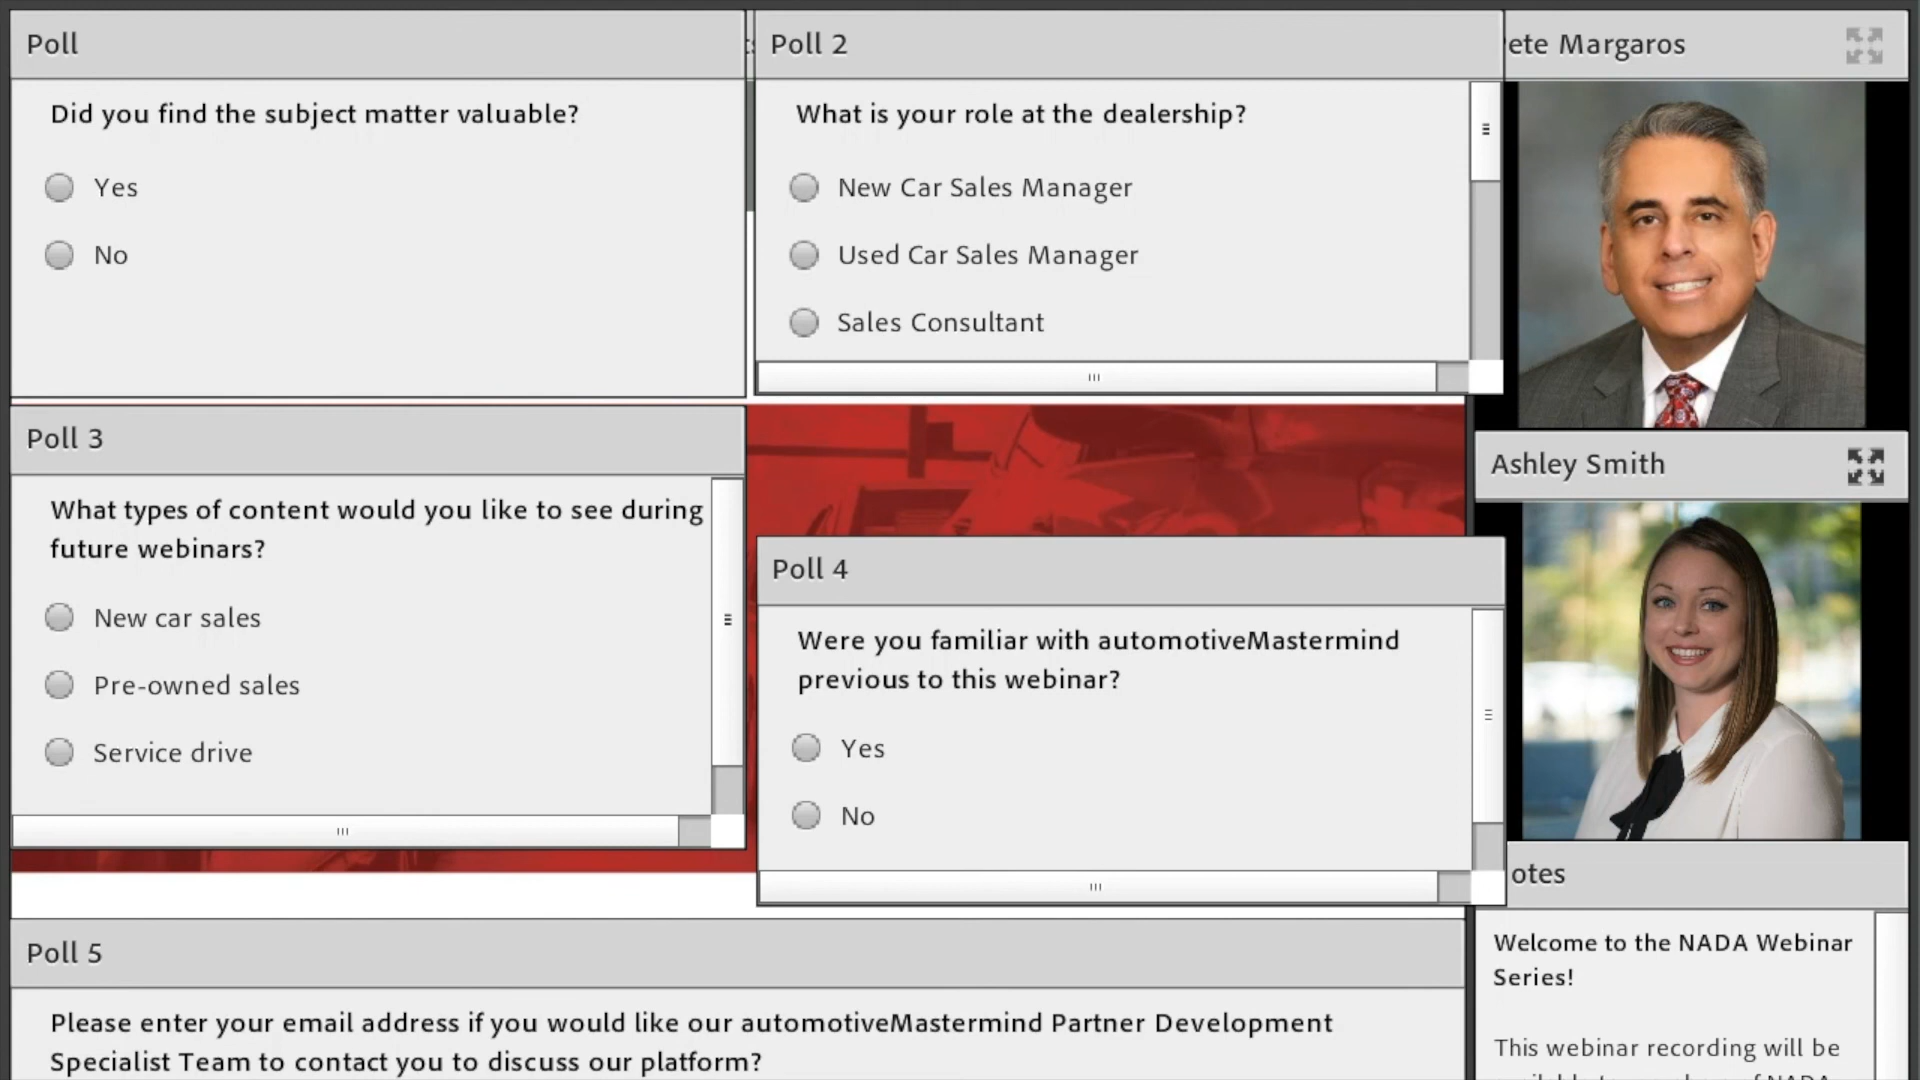 Poll
Did you find the subject matter valuable?
Yes
No
Poll 2
What is your role at the dealership?
New Car Sales Manager
Used Car Sales Manager
Sales Consultant
ete Margaros
Poll 3
What types of content would you like to see during
future webinars?
New car sales
Pre-owned sales
Service drive
Poll 4
Were you familiar with automotiveMastermind
previous to this webinar?
Yes
No
Ashley Smith
Poll 5
Please enter your email address if you would like our automotiveMastermind Partner Development
Specialist Team to contact you to discuss our platform?
otes
Welcome to the NADA Webinar
Series!
This webinar recording will be